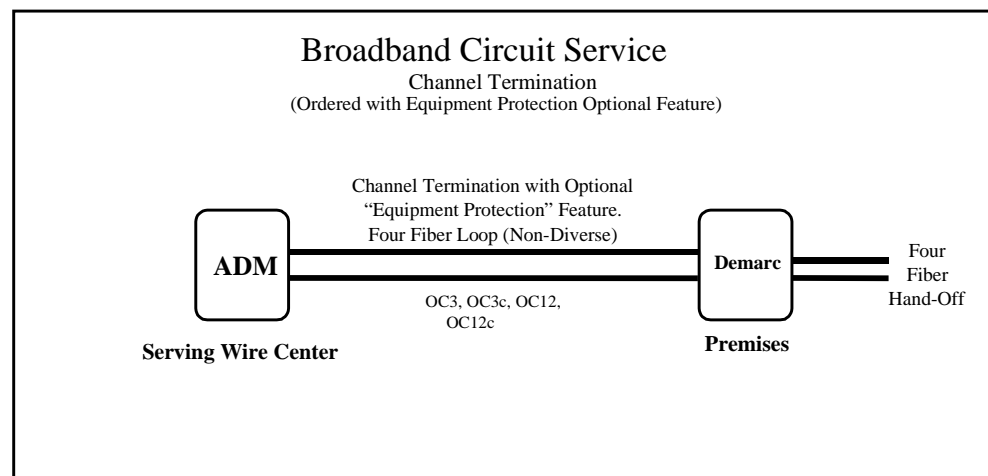 Broadband Circuit Service
Channel Termination
(Ordered with Equipment Protection Optional Feature)
Channel Termination with Optional
“Equipment Protection” Feature.
Four Fiber Loop (Non-Diverse)
ADM
Demarc
Four
Fiber
Hand-Off
OC3, OC3c, OC12,
OC12c
Serving Wire Center
Premises